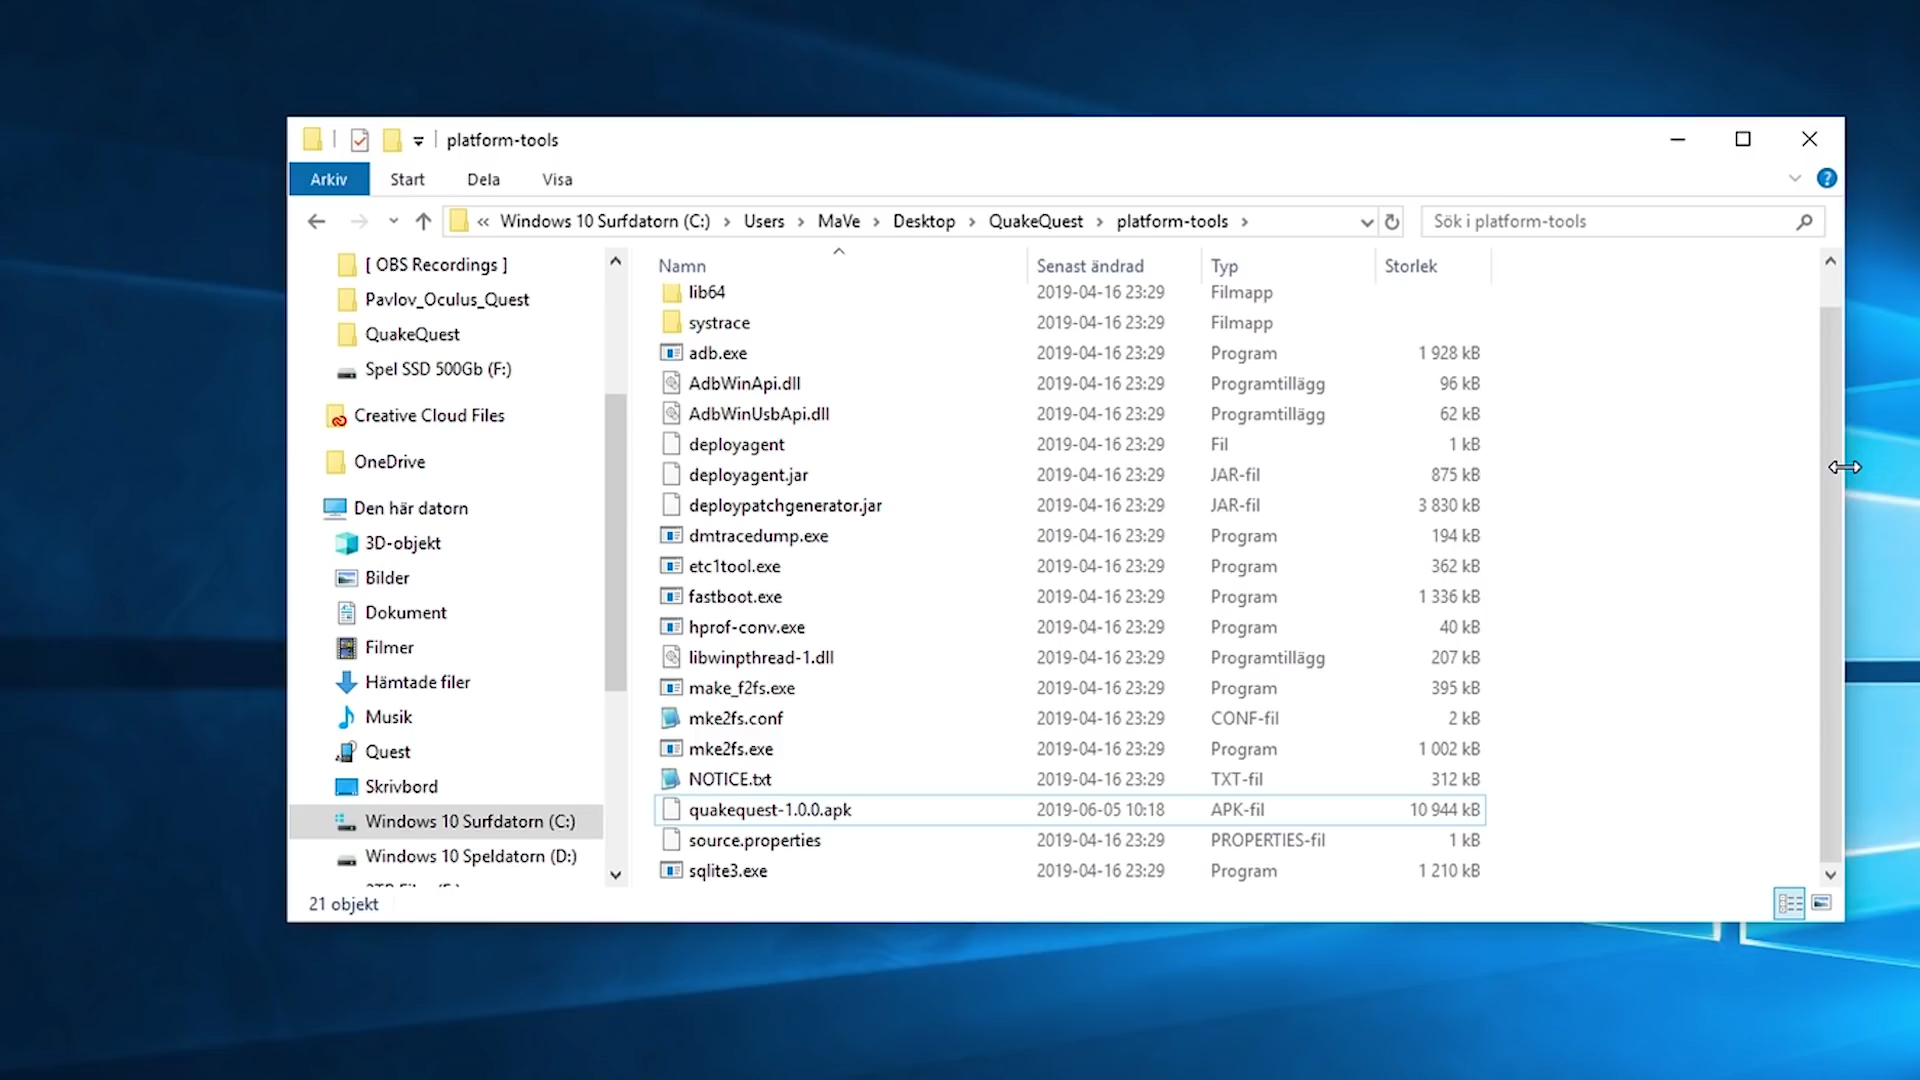 platform-tools
Arkiv Start Dela Visa
« Windows 10 Surfdatorn (C:) › Users › MaVe › Desktop › QuakeQuest › platform-tools › Sök i platform-tools
[ OBS Recordings ]
Pavlov_Oculus_Quest
QuakeQuest
Spel SSD 500Gb (F:)
Creative Cloud Files
OneDrive
Den här datorn
3D-objekt
Bilder
Dokument
Filmer
Hämtade filer
Musik
Quest
Skrivbord
Windows 10 Surfdatorn (C:)
Windows 10 Speldatorn (D:)
Namn Senast ändrad Typ Storlek
lib64 2019-04-16 23:29 Filmapp
systrace 2019-04-16 23:29 Filmapp
adb.exe 2019-04-16 23:29 Program 1 928 kB
AdbWinApi.dll 2019-04-16 23:29 Programtillägg 96 kB
AdbWinUsbApi.dll 2019-04-16 23:29 Programtillägg 62 kB
deployagent 2019-04-16 23:29 Fil 1 kB
deployagent.jar 2019-04-16 23:29 JAR-fil 875 kB
deploypatchgenerator.jar 2019-04-16 23:29 JAR-fil 3 830 kB
dmtracedump.exe 2019-04-16 23:29 Program 194 kB
etc1tool.exe 2019-04-16 23:29 Program 362 kB
fastboot.exe 2019-04-16 23:29 Program 1 336 kB
hprof-conv.exe 2019-04-16 23:29 Program 40 kB
libwinpthread-1.dll 2019-04-16 23:29 Programtillägg 207 kB
make_f2fs.exe 2019-04-16 23:29 Program 395 kB
mke2fs.conf 2019-04-16 23:29 CONF-fil 2 kB
mke2fs.exe 2019-04-16 23:29 Program 1 002 kB
NOTICE.txt 2019-04-16 23:29 TXT-fil 312 kB
quakequest-1.0.0.apk 2019-06-05 10:18 APK-fil 10 944 kB
source.properties 2019-04-16 23:29 PROPERTIES-fil 1 kB
sqlite3.exe 2019-04-16 23:29 Program 1 210 kB
21 objekt